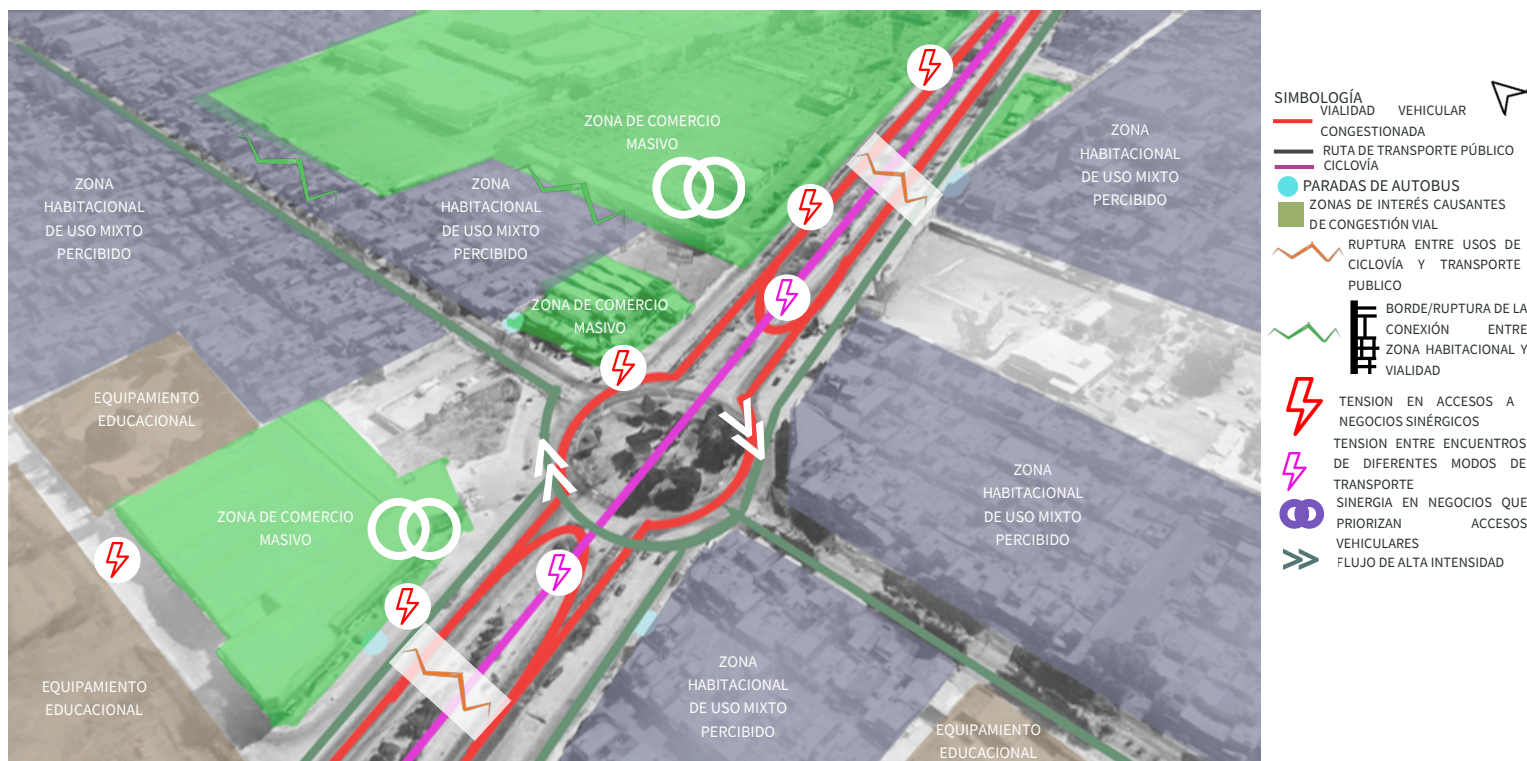 ZONA DE COMERCIO
MASIVO
ZONA
HABITACIONAL
DE USO MIXTO
PERCIBIDO
ZONA
HABITACIONAL
DE USO MIXTO
PERCIBIDO
ZONA
HABITACIONAL
DE USO MIXTO
PERCIBIDO
ZONA DE COMERCIO
MASIVO
EQUIPAMIENTO
EDUCACIONAL
ZONA DE COMERCIO
MASIVO
ZONA
HABITACIONAL
DE USO MIXTO
PERCIBIDO
EQUIPAMIENTO
EDUCACIONAL
ZONA
HABITACIONAL
DE USO MIXTO
PERCIBIDO
EQUIPAMIENTO
EDUCACIONAL
SIMBOLOGÍA
VIALIDAD VEHICULAR
CONGESTIONADA
RUTA DE TRANSPORTE PÚBLICO
CICLOVÍA
PARADAS DE AUTOBUS
ZONAS DE INTERÉS CAUSANTES
DE CONGESTIÓN VIAL
RUPTURA ENTRE USOS DE
CICLOVÍA Y TRANSPORTE
PUBLICO
BORDE/RUPTURA DE LA
CONEXIÓN ENTRE
ZONA HABITACIONAL Y
VIALIDAD
TENSION EN ACCESOS A
NEGOCIOS SINÉRGICOS
TENSION ENTRE ENCUENTROS
DE DIFERENTES MODOS DE
TRANSPORTE
SINERGIA EN NEGOCIOS QUE
PRIORIZAN ACCESOS
VEHICULARES
FLUJO DE ALTA INTENSIDAD